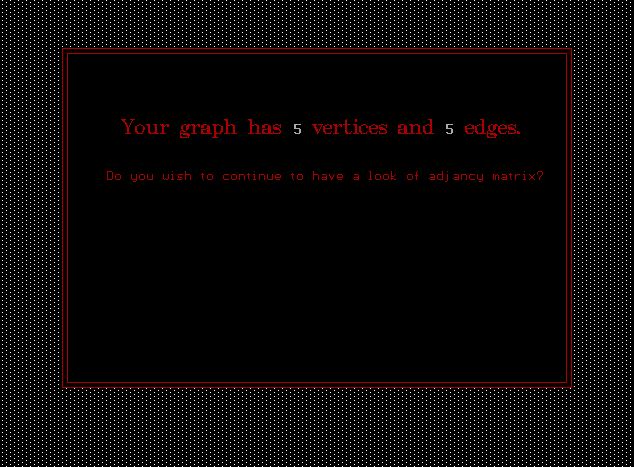 Your graph has 5 vertices and 5 edges.
Do you wish to continue to have a look of adjancy matrix?